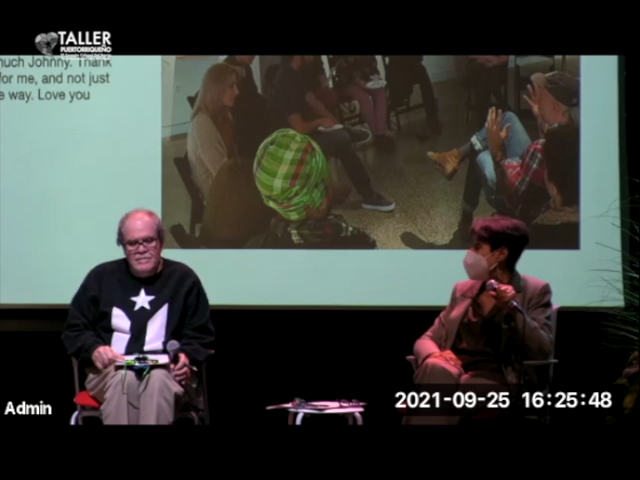 TALLER
PUERTORRIQUEÑO
much Johnny. Thank
for me, and not just
e way. Love you
Admin
2021-09-25 16:25:48